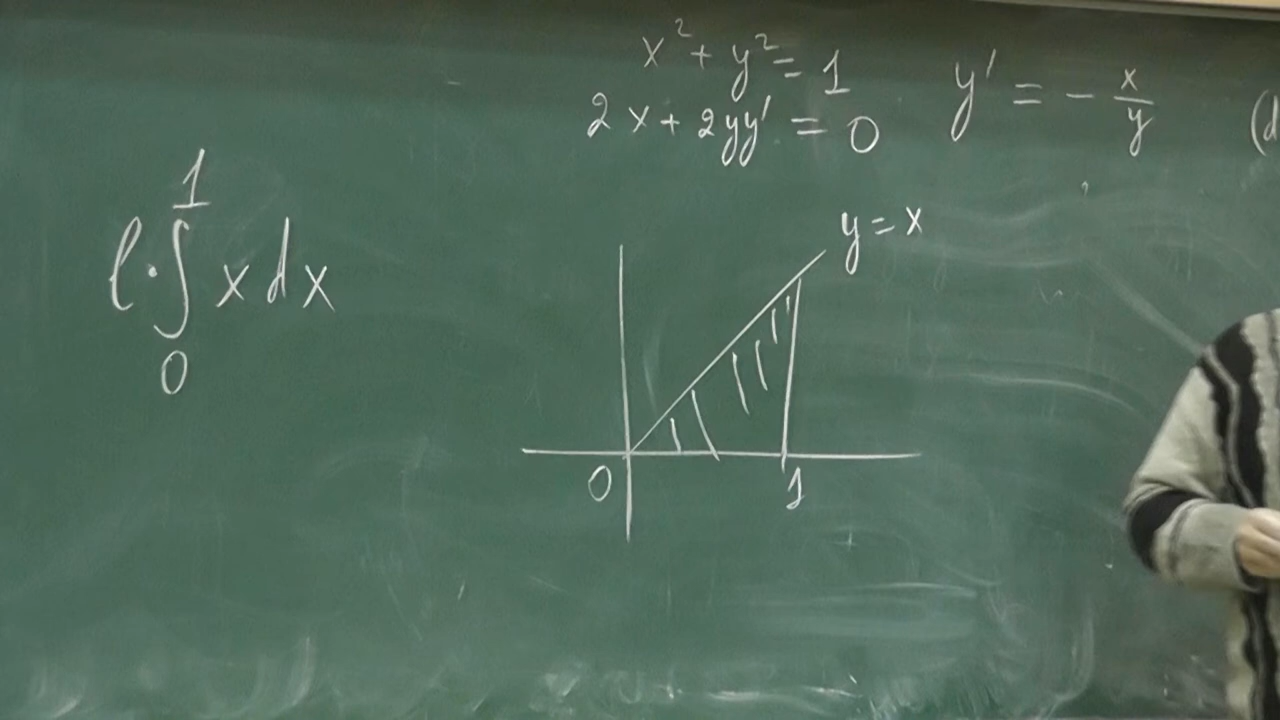 x² + y² = 1
2x + 2yy' = 0
y' = - x/y
(d
l · ∫₀¹ x dx
y = x
0
1